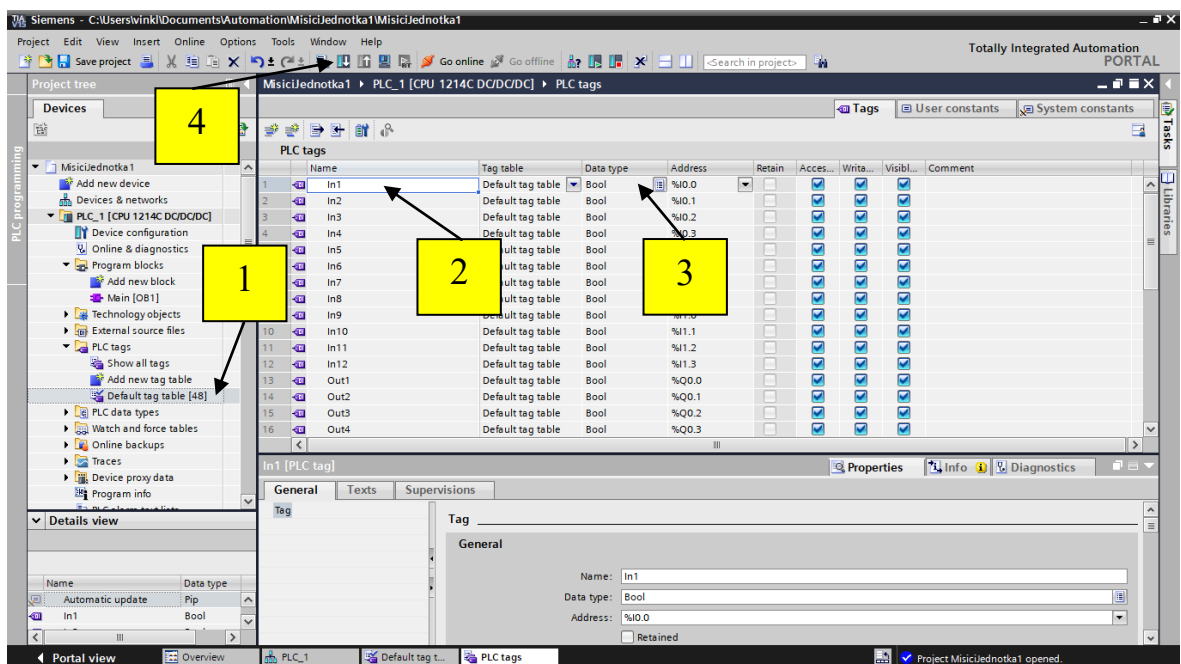 Siemens - C:\Users\vinkl\Documents\Automation\MisiciJednotka1\MisiciJednotka1
Project Edit View Insert Online Options Tools Window Help
Totally Integrated Automation
PORTAL
Save project Go online Go offline <Search in project>
Project tree
MisiciJednotka1 PLC_1 [CPU 1214C DC/DC/DC] PLC tags
Devices
Tags User constants System constants
4
PLC tags
Name Tag table Data type Address Retain Acces... Writa... Visibl... Comment
1 In1 Default tag table Bool %I0.0
2 In2 Default tag table Bool %I0.1
3 In3 Default tag table Bool %I0.2
4 In4 Default tag table Bool %I0.3
In5 Bool
In6 Bool
In7 Bool
In8 Bool
In9 Default tag table Bool %I1.0
10 In10 Default tag table Bool %I1.1
11 In11 Default tag table Bool %I1.2
12 In12 Default tag table Bool %I1.3
13 Out1 Default tag table Bool %Q0.0
14 Out2 Default tag table Bool %Q0.1
15 Out3 Default tag table Bool %Q0.2
16 Out4 Default tag table Bool %Q0.3
MisiciJednotka1
Add new device
Devices & networks
PLC_1 [CPU 1214C DC/DC/DC]
Device configuration
Online & diagnostics
Program blocks
Add new block
Main [OB1]
Technology objects
External source files
PLC tags
Show all tags
Add new tag table
Default tag table [48]
PLC data types
Watch and force tables
Online backups
Traces
Device proxy data
Program info
1
2
3
PLC programming
Tasks
Libraries
In1 [PLC tag]
Properties Info Diagnostics
General Texts Supervisions
Tag
Tag
General
Name: In1
Data type: Bool
Address: %I0.0
Retained
Details view
Name Data type
Automatic update Pip
In1 Bool
Portal view Overview PLC_1 Default tag t... PLC tags Project MisiciJednotka1 opened.